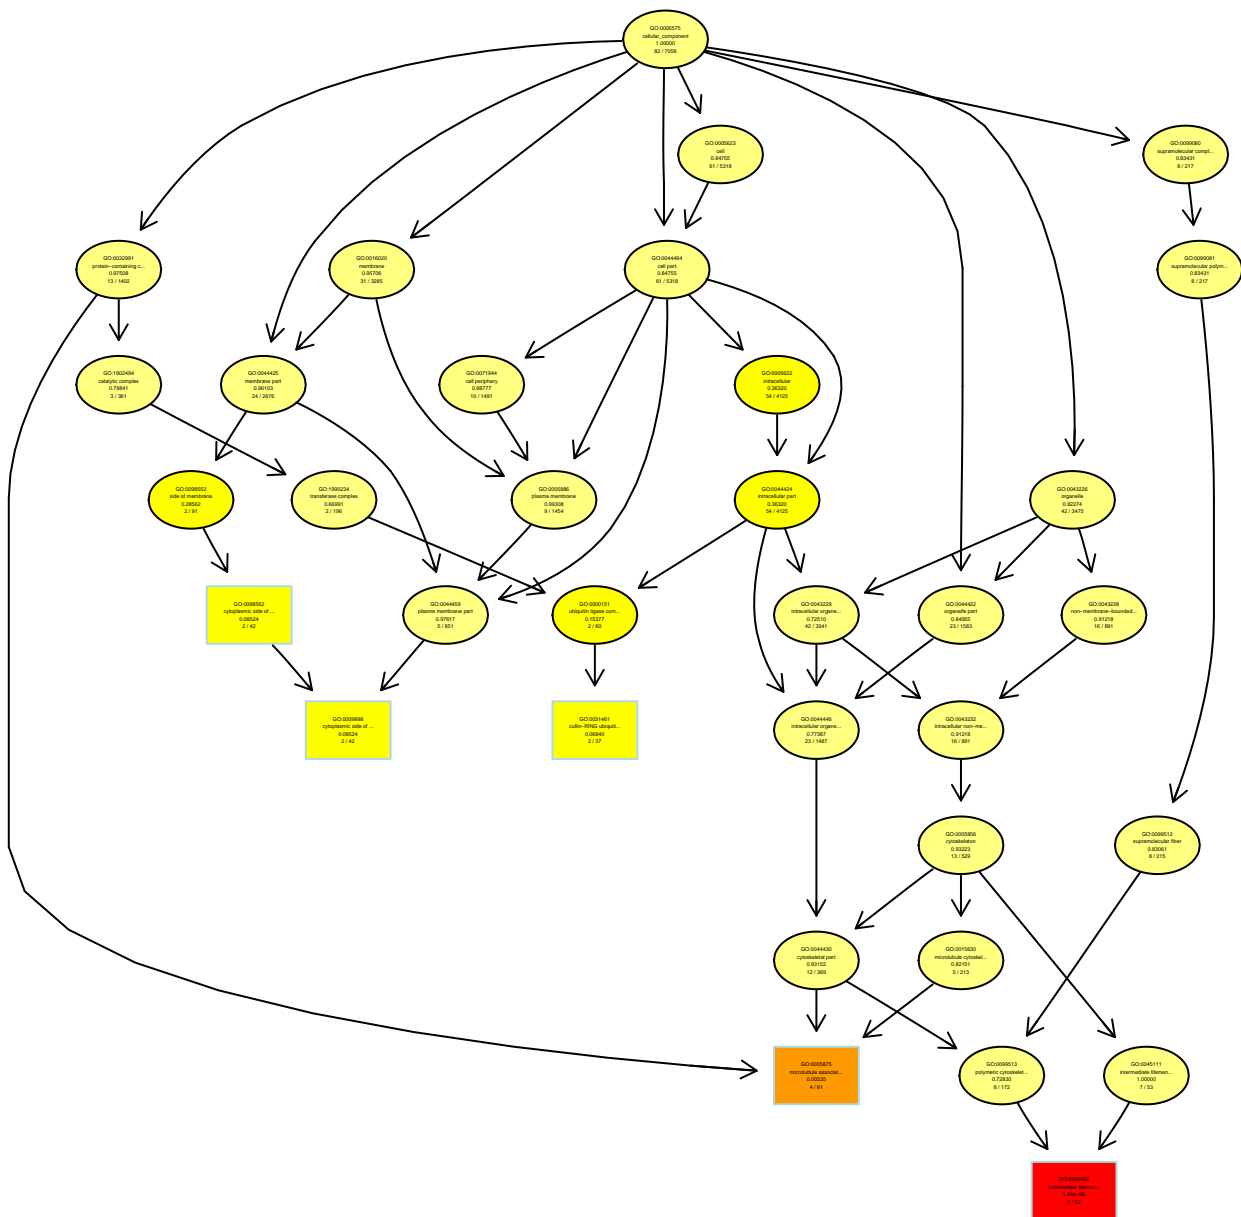 GO:0005575
cellular_component
1.00000
82 / 7056
GO:0005623
cell
0.84755
61 / 5318
GO:0099080
supramolecular compl...
0.83431
8 / 217
GO:0032991
protein−containing c...
0.97508
13 / 1402
GO:0016020
membrane
0.95706
31 / 3285
GO:0044464
cell part
0.84755
61 / 5318
GO:0099081
supramolecular polym...
0.83431
8 / 217
GO:1902494
catalytic complex
0.79841
3 / 361
GO:0044425
membrane part
0.96103
24 / 2676
GO:0071944
cell periphery
0.98777
10 / 1491
GO:0005622
intracellular
0.36320
54 / 4125
GO:0098552
side of membrane
0.28562
2 / 91
GO:1990234
transferase complex
0.66991
2 / 196
GO:0005886
plasma membrane
0.99308
9 / 1454
GO:0044424
intracellular part
0.36320
54 / 4125
GO:0043226
organelle
0.82274
42 / 3475
GO:0098562
cytoplasmic side of ...
0.08524
2 / 42
GO:0044459
plasma membrane part
0.97617
5 / 851
GO:0000151
ubiquitin ligase com...
0.15377
2 / 60
GO:0043229
intracellular organe...
0.72510
42 / 3341
GO:0044422
organelle part
0.84955
23 / 1583
GO:0043228
non−membrane−bounded...
0.91218
16 / 891
GO:0009898
cytoplasmic side of ...
0.08524
2 / 42
GO:0031461
cullin−RING ubiquiti...
0.06840
2 / 37
GO:0044446
intracellular organe...
0.77367
23 / 1487
GO:0043232
intracellular non−me...
0.91218
16 / 891
GO:0005856
cytoskeleton
0.93223
13 / 529
GO:0099512
supramolecular fiber
0.83061
8 / 215
GO:0044430
cytoskeletal part
0.93152
12 / 369
GO:0015630
microtubule cytoskel...
0.82151
5 / 213
GO:0005875
microtubule associat...
0.00535
4 / 61
GO:0099513
polymeric cytoskelet...
0.72830
8 / 172
GO:0045111
intermediate filamen...
1.00000
7 / 53
GO:0005882
intermediate filamen...
7 / 52